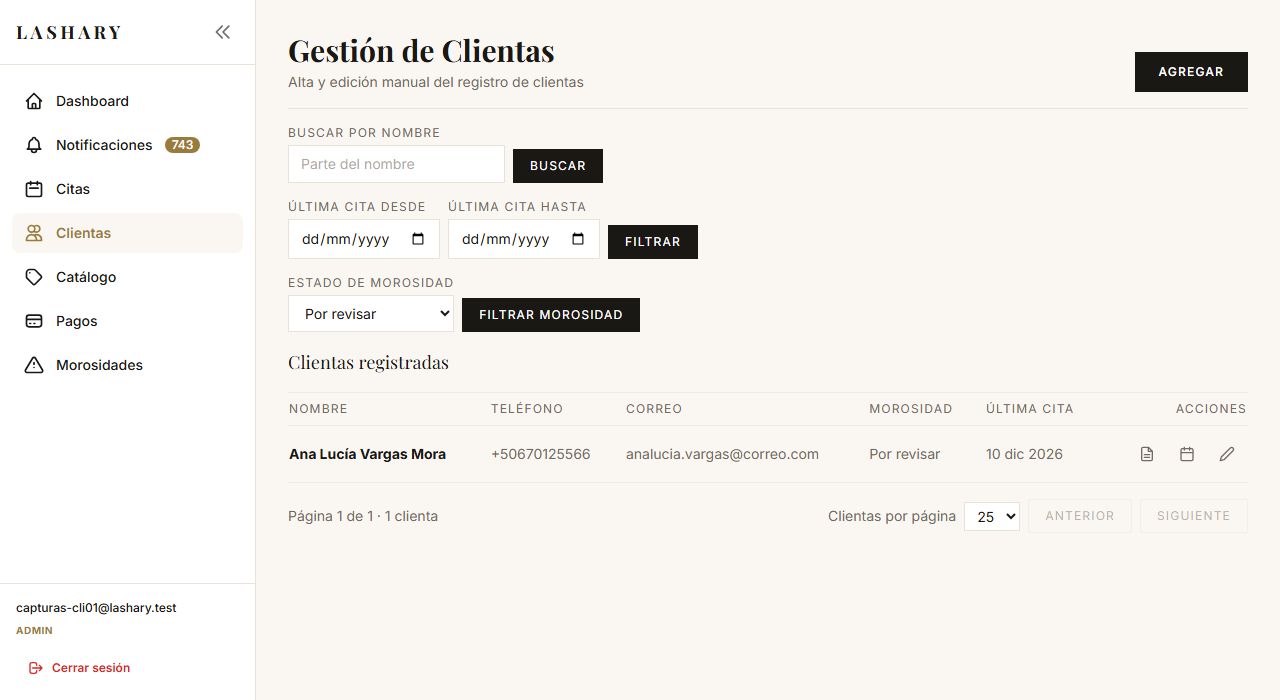 LASHARY
Dashboard
Notificaciones 743
Citas
Clientas
Catálogo
Pagos
Morosidades
capturas-cli01@lashary.test
ADMIN
Cerrar sesión
Gestión de Clientas
Alta y edición manual del registro de clientas
AGREGAR
BUSCAR POR NOMBRE
Parte del nombre BUSCAR
ÚLTIMA CITA DESDE ÚLTIMA CITA HASTA
dd/mm/yyyy dd/mm/yyyy FILTRAR
ESTADO DE MOROSIDAD
Por revisar FILTRAR MOROSIDAD
Clientas registradas
NOMBRE TELÉFONO CORREO MOROSIDAD ÚLTIMA CITA ACCIONES
Ana Lucía Vargas Mora +50670125566 analucia.vargas@correo.com Por revisar 10 dic 2026
Página 1 de 1 · 1 clienta Clientas por página 25 ANTERIOR SIGUIENTE